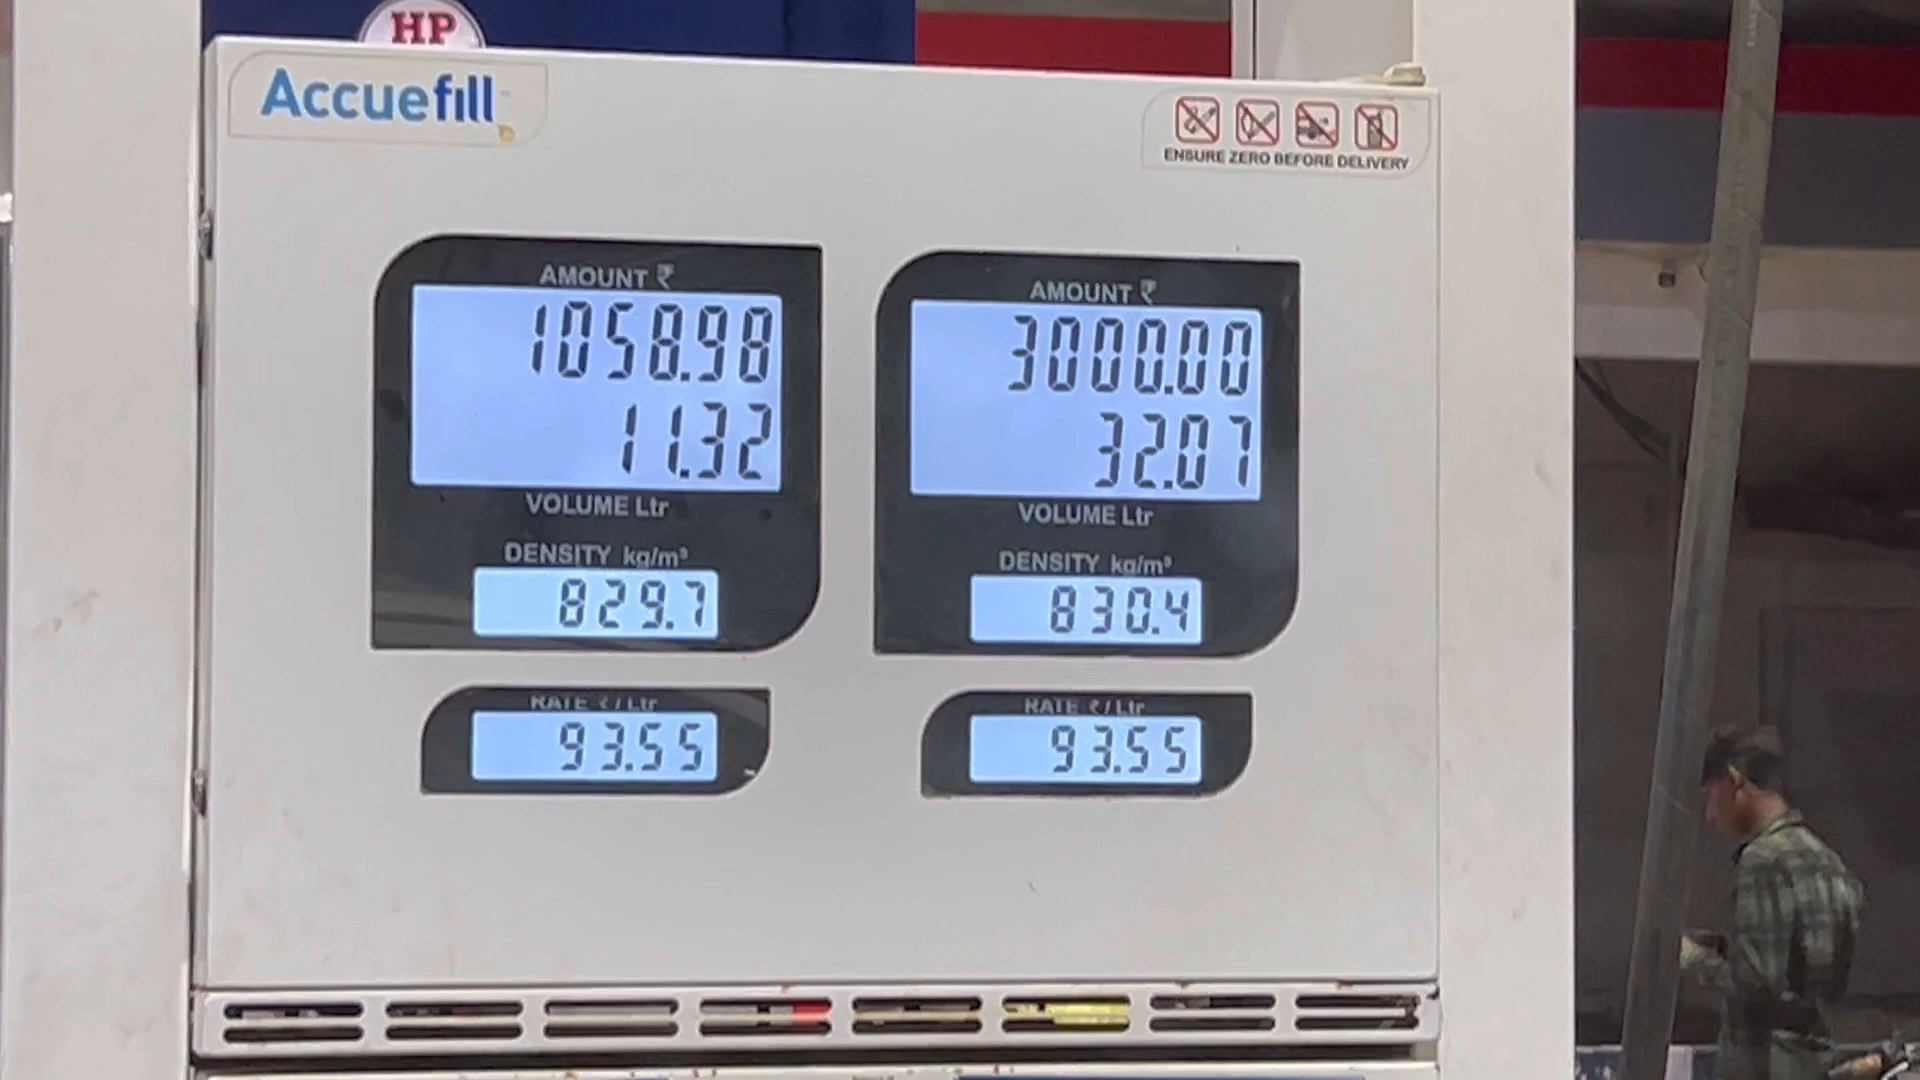 HP
Accuefill
ENSURE ZERO BEFORE DELIVERY
AMOUNT ₹
1058.98
11.32
VOLUME Ltr
DENSITY kg/m³
829.7
RATE ₹/Ltr
93.55
AMOUNT ₹
3000.00
32.07
VOLUME Ltr
DENSITY kg/m³
830.4
RATE ₹/Ltr
93.55